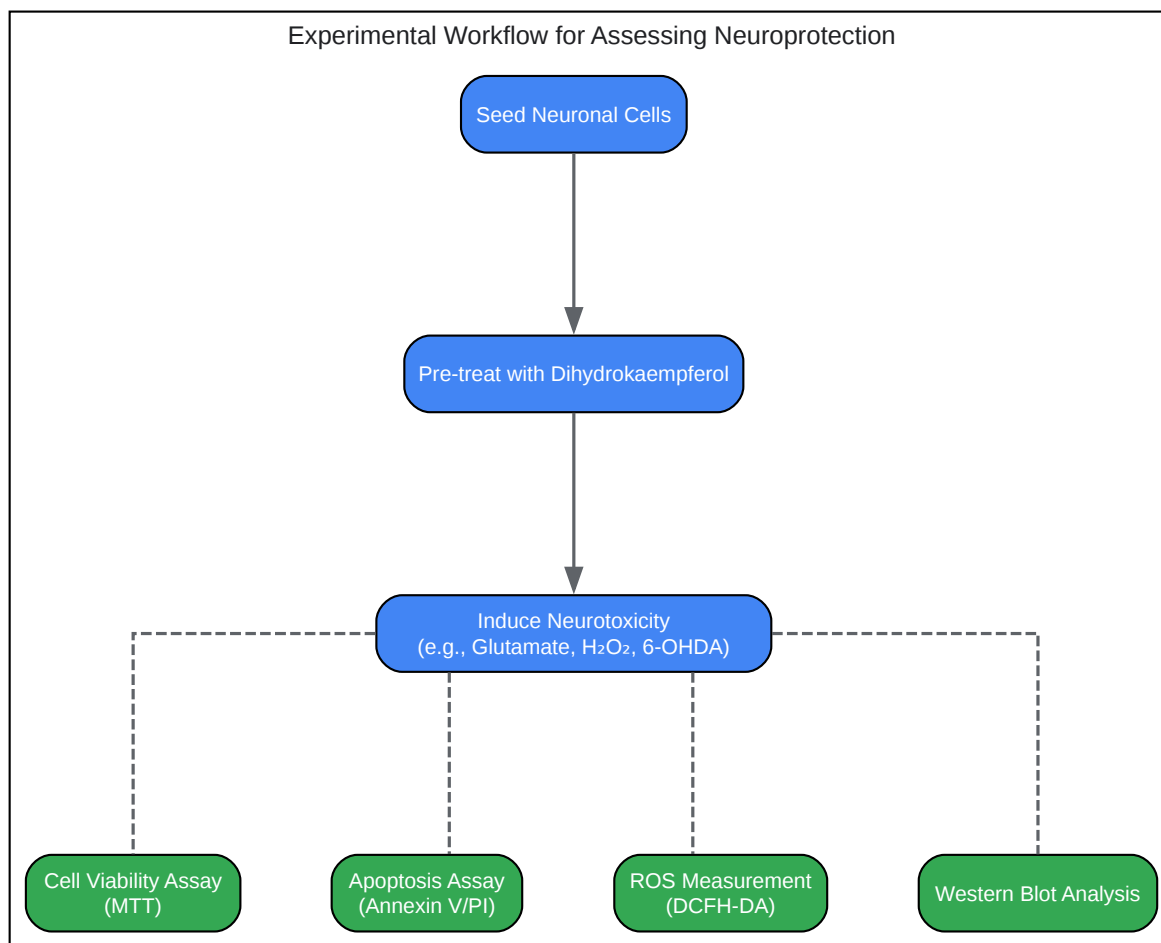 Experimental Workflow for Assessing Neuroprotection
Seed Neuronal Cells
Pre-treat with Dihydrokaempferol
Induce Neurotoxicity
(e.g., Glutamate, H₂O₂, 6-OHDA)
Cell Viability Assay
(MTT)
Apoptosis Assay
(Annexin V/PI)
ROS Measurement
(DCFH-DA)
Western Blot Analysis